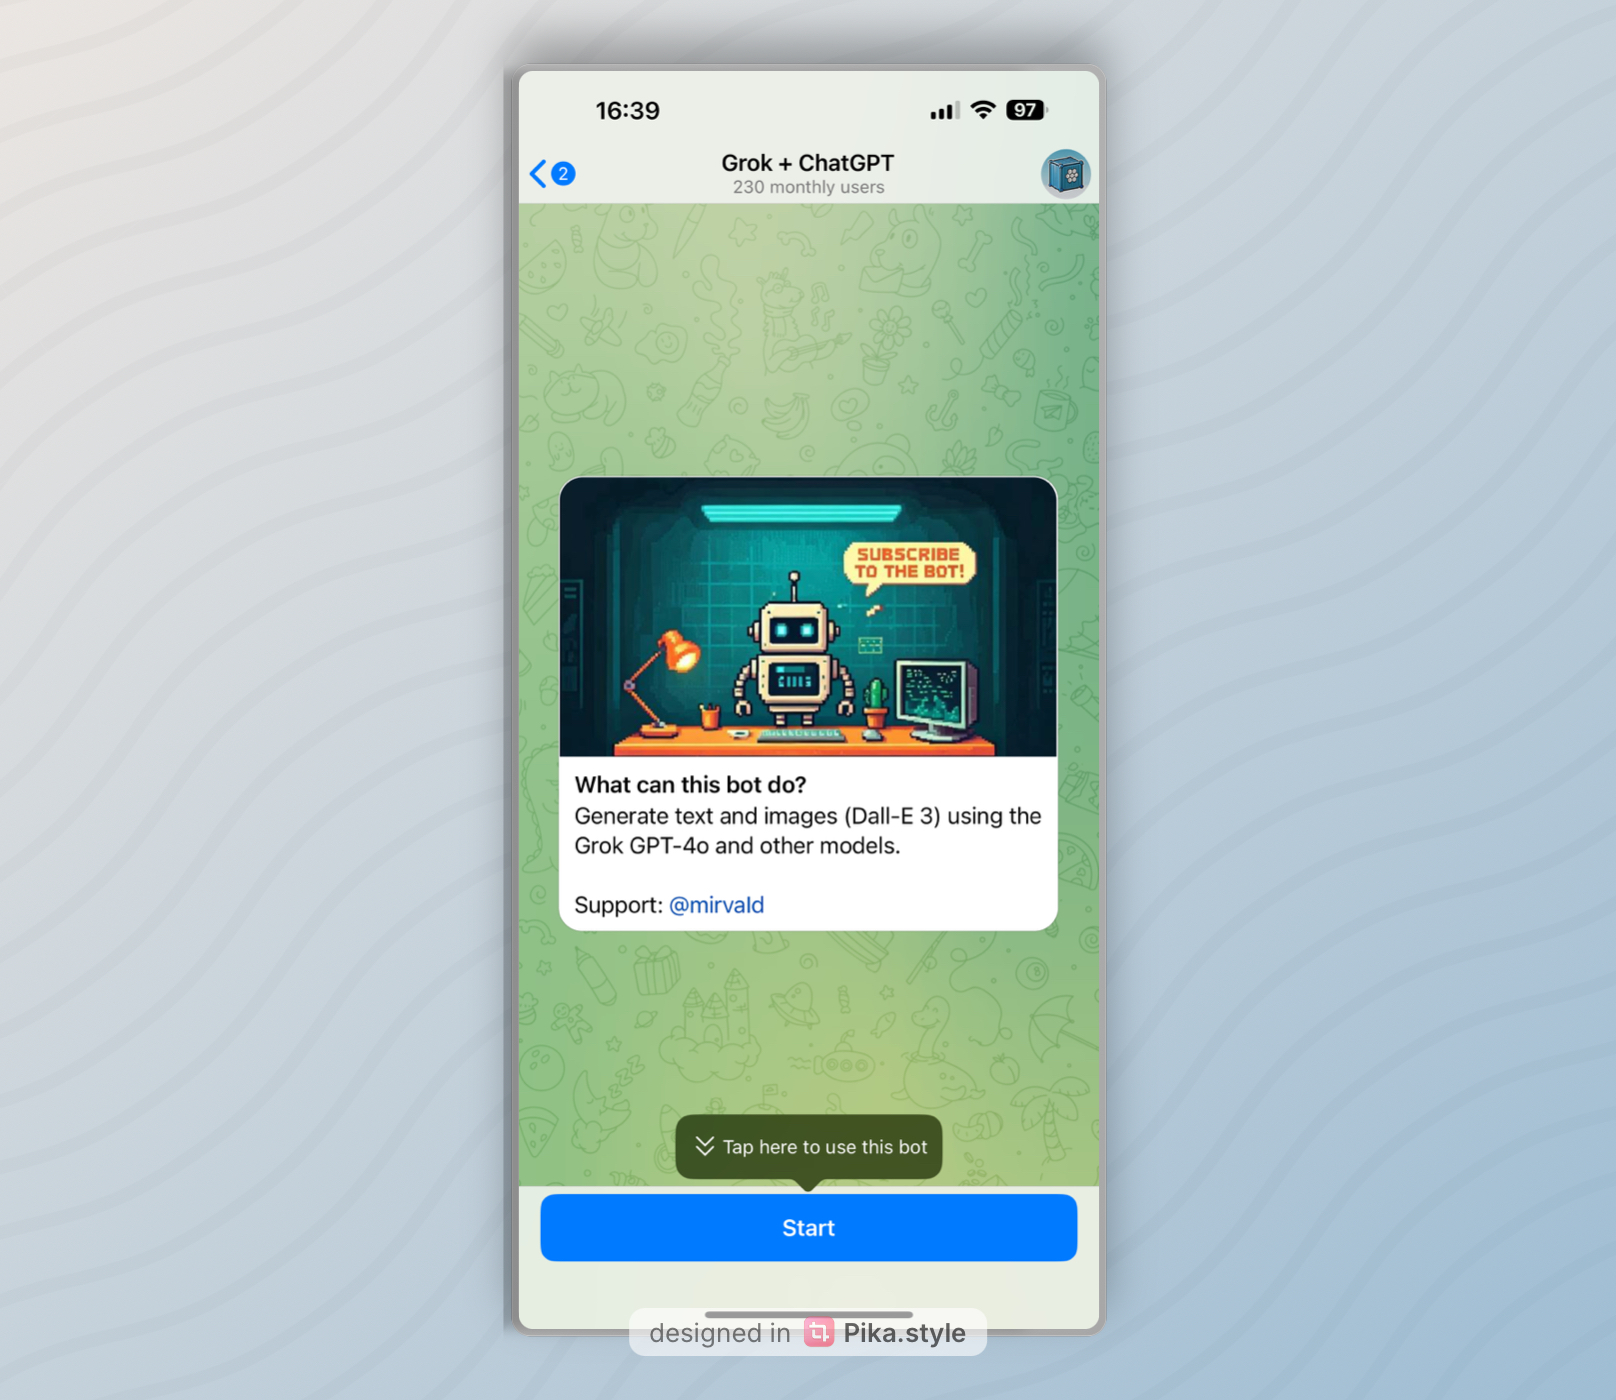 16:39
97
2
Grok + ChatGPT
230 monthly users
SUBSCRIBE
TO THE BOT!
What can this bot do?
Generate text and images (Dall-E 3) using the
Grok GPT-4o and other models.
Support: @mirvald
Tap here to use this bot
Start
designed in Pika.style